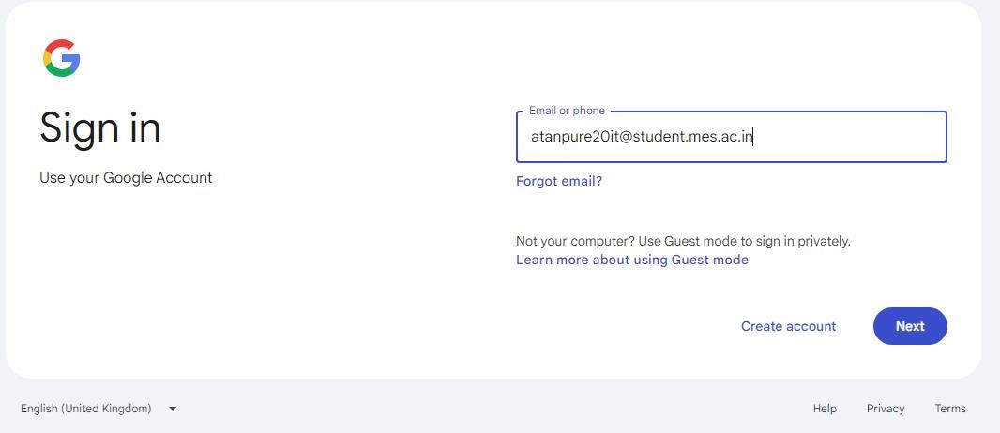 Sign in
Use your Google Account
Email or phone
atanpure20it@student.mes.ac.in
Forgot email?
Not your computer? Use Guest mode to sign in privately.
Learn more about using Guest mode
Create account
Next
English (United Kingdom)
Help
Privacy
Terms